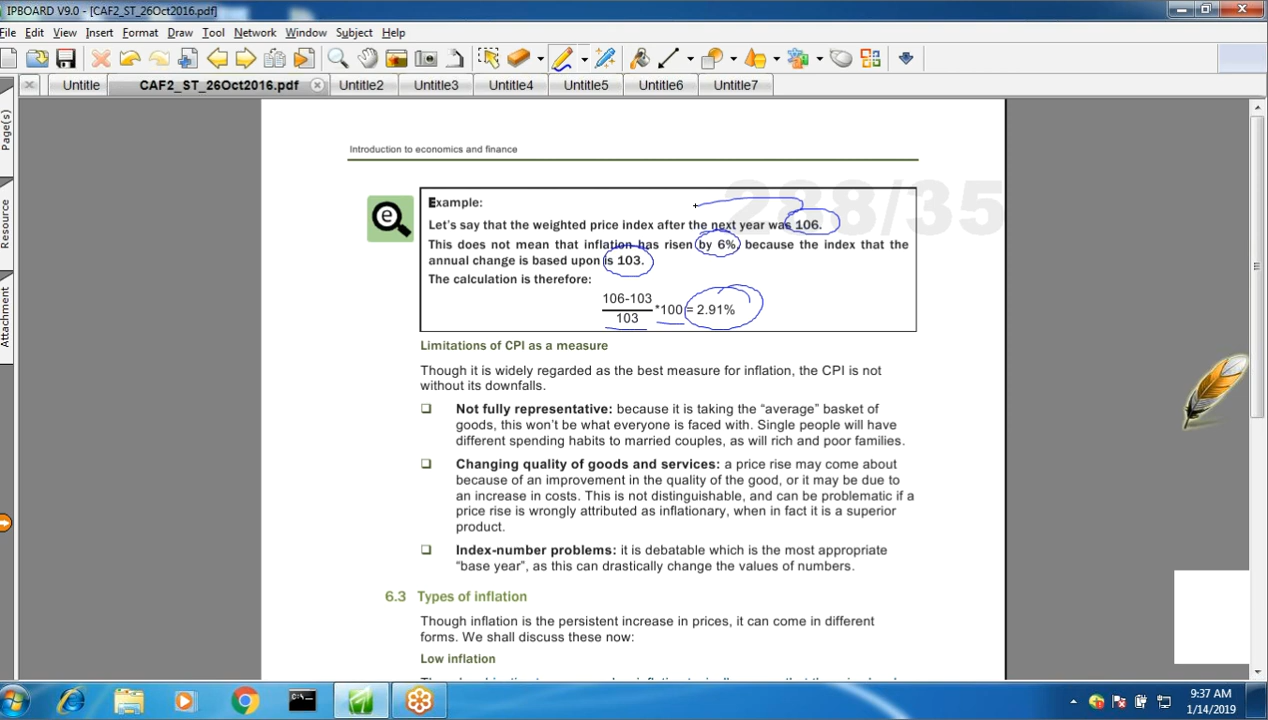 IPBOARD V9.0 - [CAF2_ST_26Oct2016.pdf]
File Edit View Insert Format Draw Tool Network Window Subject Help
Untitle CAF2_ST_26Oct2016.pdf Untitle2 Untitle3 Untitle4 Untitle5 Untitle6 Untitle7
Page(s)
Resource
Attachment
Introduction to economics and finance
288/35
Example:
Let's say that the weighted price index after the next year was 106.
This does not mean that inflation has risen by 6%, because the index that the
annual change is based upon is 103.
The calculation is therefore:
106-103
*100 = 2.91%
103
Limitations of CPI as a measure
Though it is widely regarded as the best measure for inflation, the CPI is not
without its downfalls.
❑ Not fully representative: because it is taking the “average” basket of
goods, this won't be what everyone is faced with. Single people will have
different spending habits to married couples, as will rich and poor families.
❑ Changing quality of goods and services: a price rise may come about
because of an improvement in the quality of the good, or it may be due to
an increase in costs. This is not distinguishable, and can be problematic if a
price rise is wrongly attributed as inflationary, when in fact it is a superior
product.
❑ Index-number problems: it is debatable which is the most appropriate
“base year”, as this can drastically change the values of numbers.
6.3 Types of inflation
Though inflation is the persistent increase in prices, it can come in different
forms. We shall discuss these now:
Low inflation
9:37 AM
1/14/2019